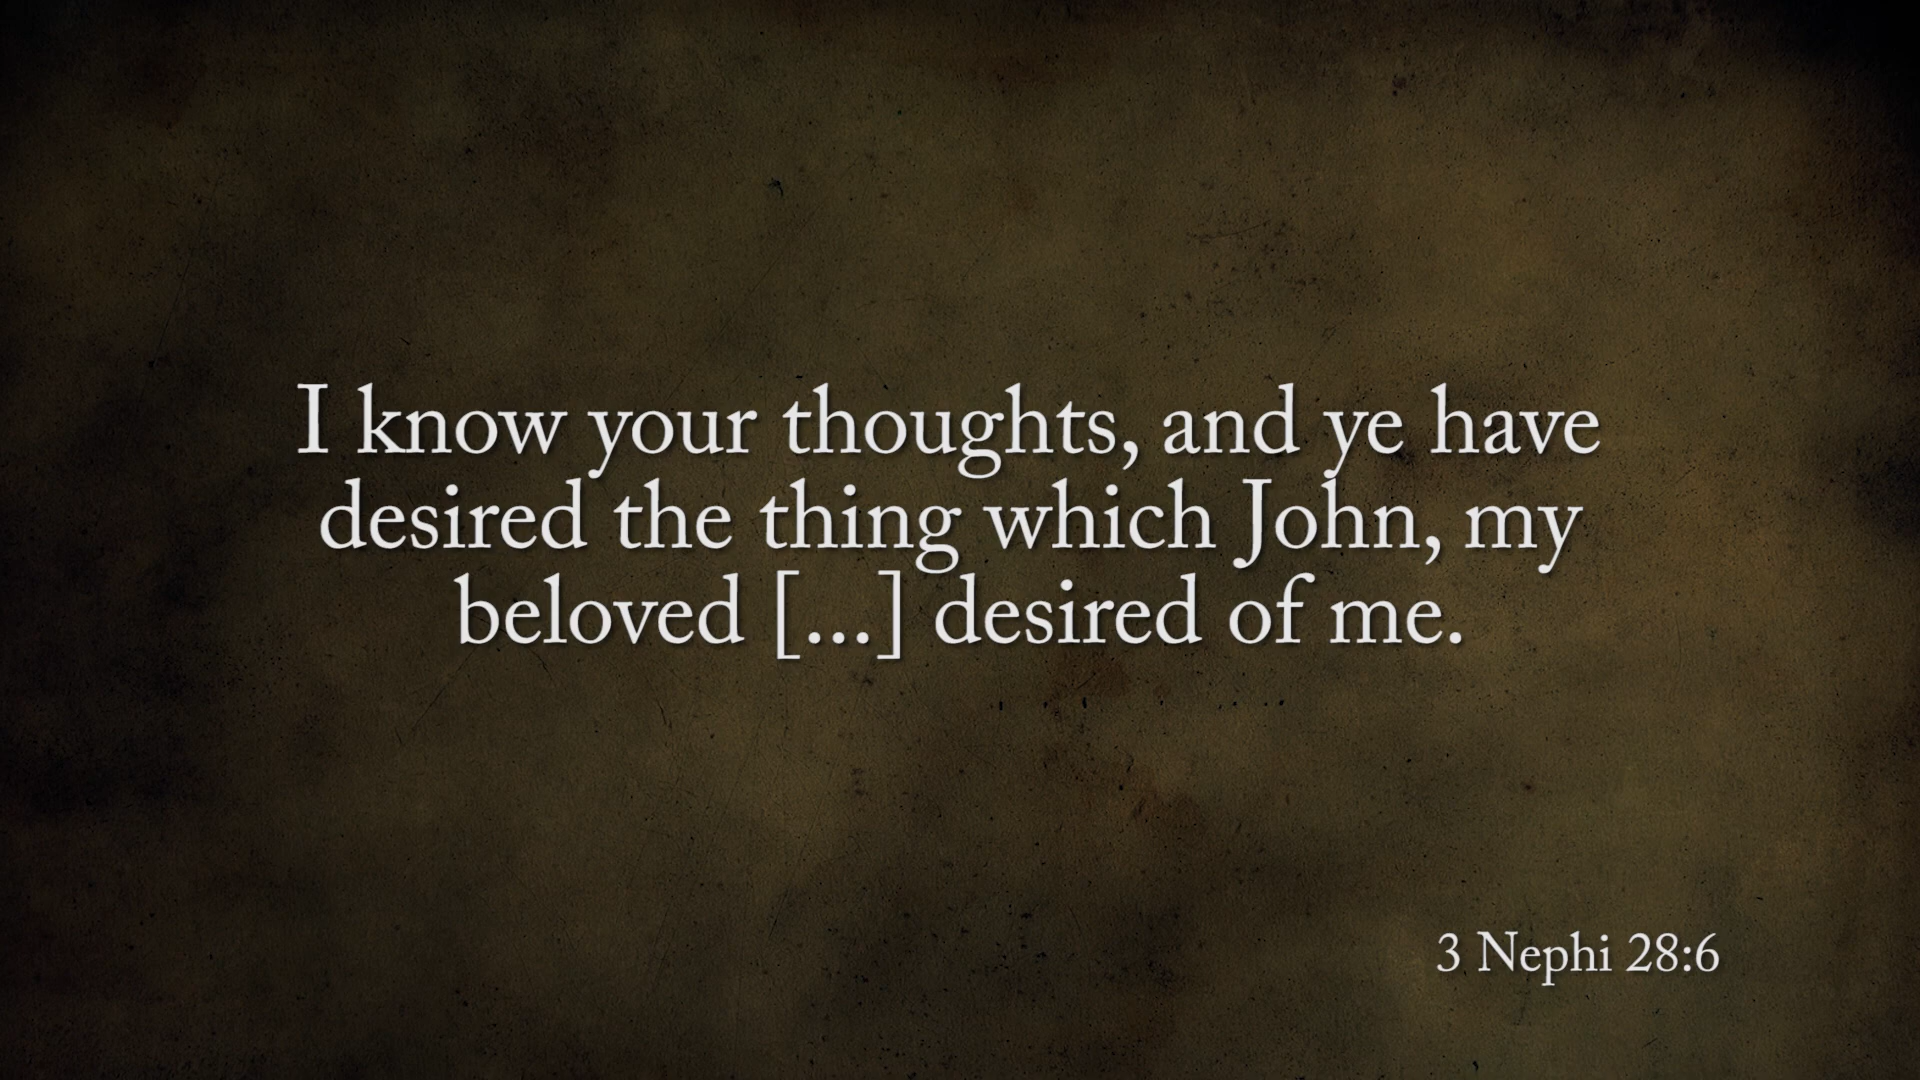 I know your thoughts, and ye have
desired the thing which John, my
beloved [...] desired of me.
3 Nephi 28:6